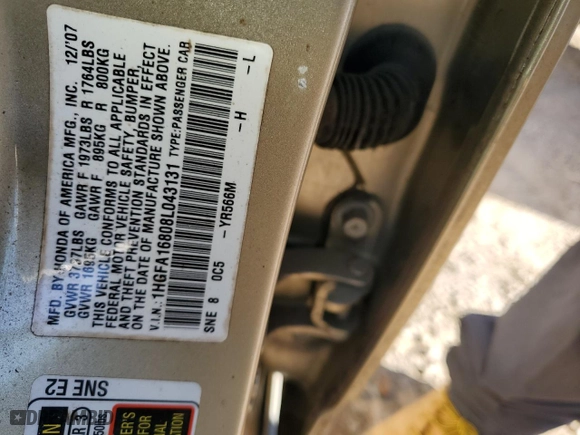 MFD. BY HONDA OF AMERICA MFG., INC. 12/'07
GVWR 3737LBS GAWR F 1973LBS R 1764LBS
GVWR 1695KG GAWR F 895KG R 800KG
THIS VEHICLE CONFORMS TO ALL APPLICABLE
FEDERAL MOTOR VEHICLE SAFETY, BUMPER,
AND THEFT PREVENTION STANDARDS IN EFFECT
ON THE DATE OF MANUFACTURE SHOWN ABOVE.
V.I.N.: 1HGFA16808L043131 TYPE:PASSENGER CAR
SNE 8 0C5 -YR566M -H -L
SNE E2